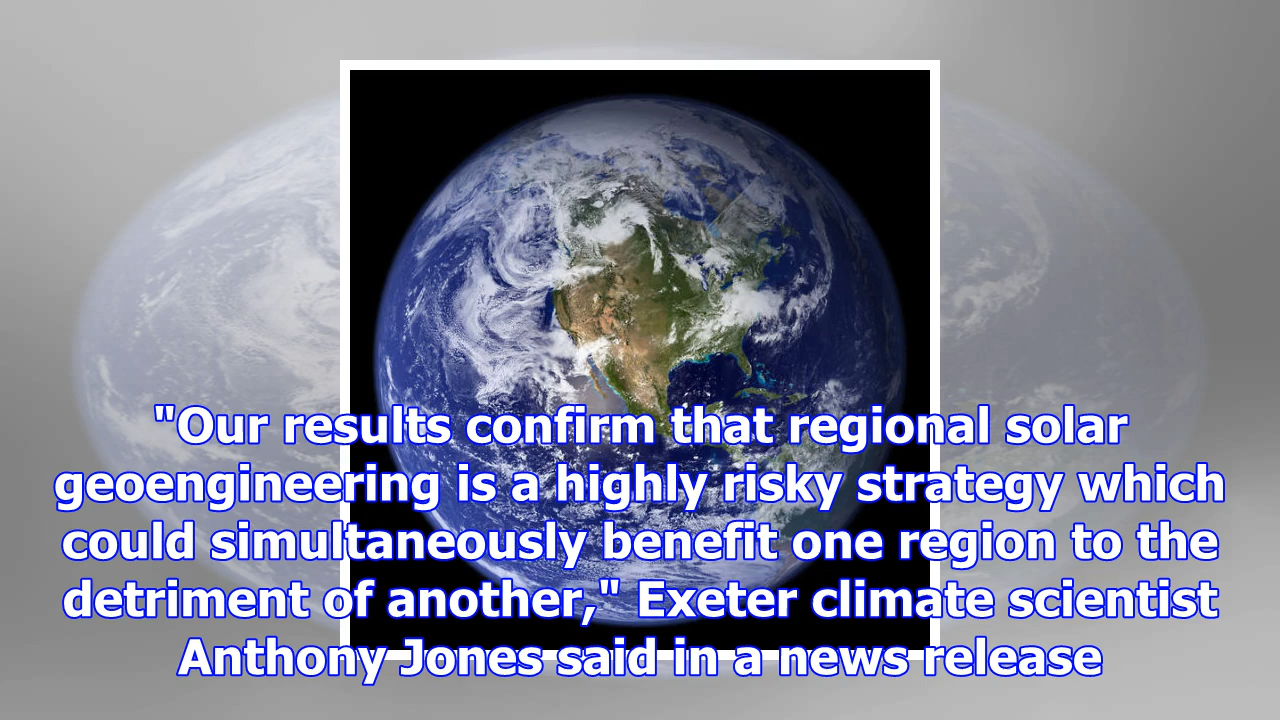 "Our results confirm that regional solar
geoengineering is a highly risky strategy which
could simultaneously benefit one region to the
detriment of another," Exeter climate scientist
Anthony Jones said in a news release